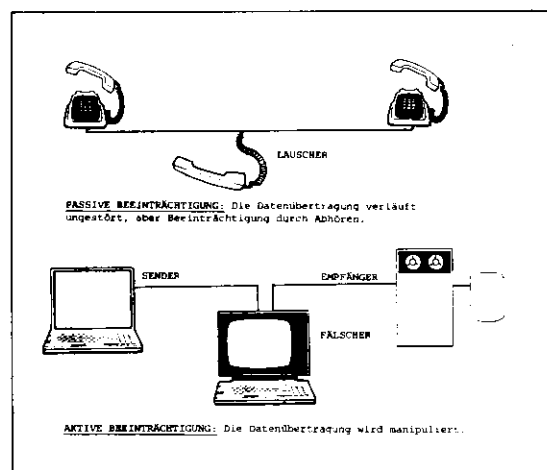 LAUSCHER
PASSIVE BEEINTRÄCHTIGUNG: Die Datenübertragung verläuft
ungestört, aber Beeinträchtigung durch Abhören.
SENDER
EMPFÄNGER
FÄLSCHER
AKTIVE BEEINTRÄCHTIGUNG: Die Datenübertragung wird manipuliert.